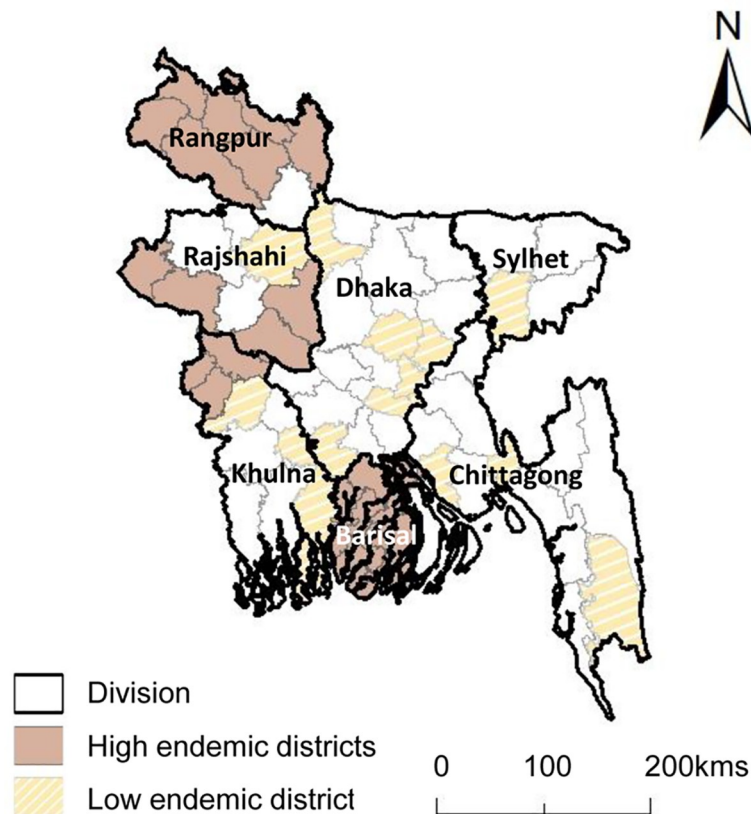 N
Rangpur
Rajshahi
Sylhet
Dhaka
Khulna
Chittagong
Barisal
Division
High endemic districts
0 100 200kms
Low endemic district